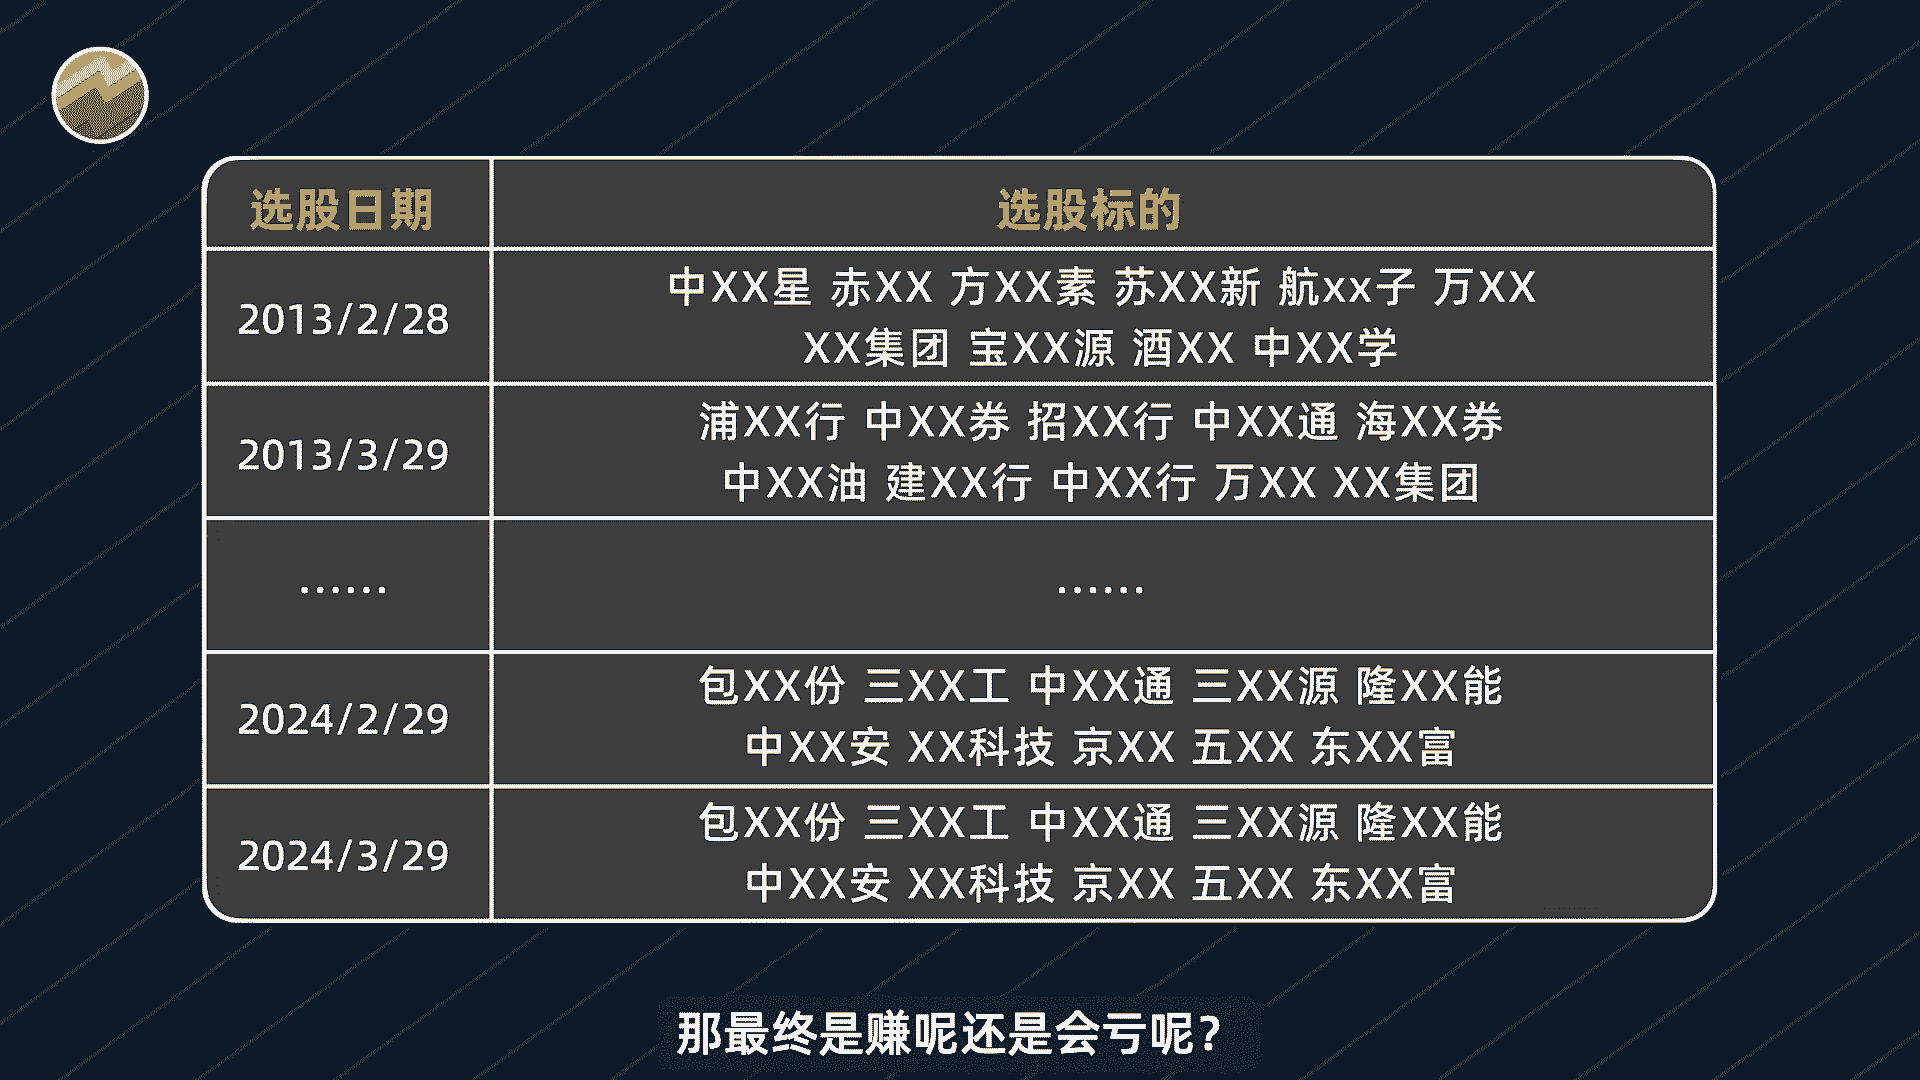 选股日期 选股标的
2013/2/28
中XX星 赤XX 方XX素 苏XX新 航xx子 万XX
XX集团 宝XX源 酒XX 中XX学
2013/3/29
浦XX行 中XX券 招XX行 中XX通 海XX券
中XX油 建XX行 中XX行 万XX XX集团
...... ......
2024/2/29
包XX份 三XX工 中XX通 三XX源 隆XX能
中XX安 XX科技 京XX 五XX 东XX富
2024/3/29
包XX份 三XX工 中XX通 三XX源 隆XX能
中XX安 XX科技 京XX 五XX 东XX富
那最终是赚呢还是会亏呢?